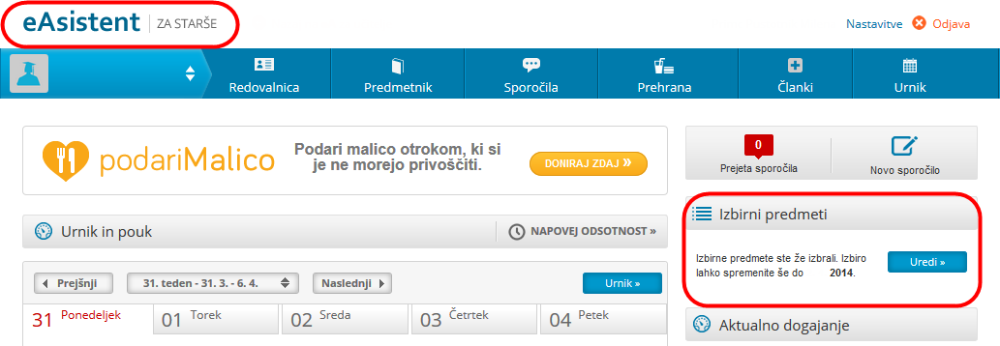 eAsistent ZA STARŠE
Nastavitve Odjava
Redovalnica Predmetnik Sporočila Prehrana Članki Urnik
podariMalico
Podari malico otrokom, ki si
je ne morejo privoščiti.
DONIRAJ ZDAJ »
0
Prejeta sporočila Novo sporočilo
Urnik in pouk
NAPOVEJ ODSOTNOST »
Prejšnji 31. teden - 31. 3. - 6. 4. Naslednji Urnik »
31 Ponedeljek 01 Torek 02 Sreda 03 Četrtek 04 Petek
Izbirni predmeti
Izbirne predmete ste že izbrali. Izbiro
lahko spremenite še do 2014.
Uredi »
Aktualno dogajanje